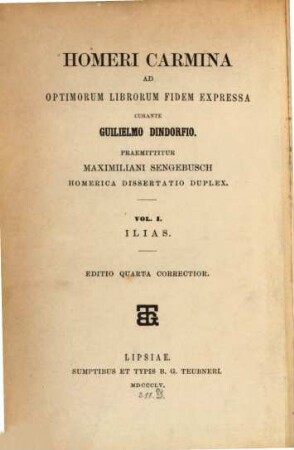 HOMERI CARMINA
AD
OPTIMORUM LIBRORUM FIDEM EXPRESSA
CURANTE
GUILIELMO DINDORFIO.
PRAEMITTITUR
MAXIMILIANI SENGEBUSCH
HOMERICA DISSERTATIO DUPLEX.
VOL. I.
ILIAS.
EDITIO QUARTA CORRECTIOR.
LIPSIAE.
SUMPTIBUS ET TYPIS B. G. TEUBNERI.
MDCCCLV.